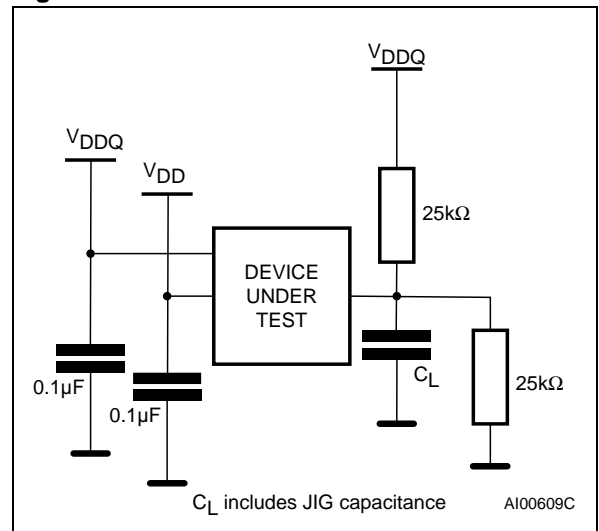 VDDQ
VDDQ
VDD
25kΩ
DEVICE
UNDER
TEST
0.1µF
0.1µF
CL
25kΩ
CL includes JIG capacitance
AI00609C